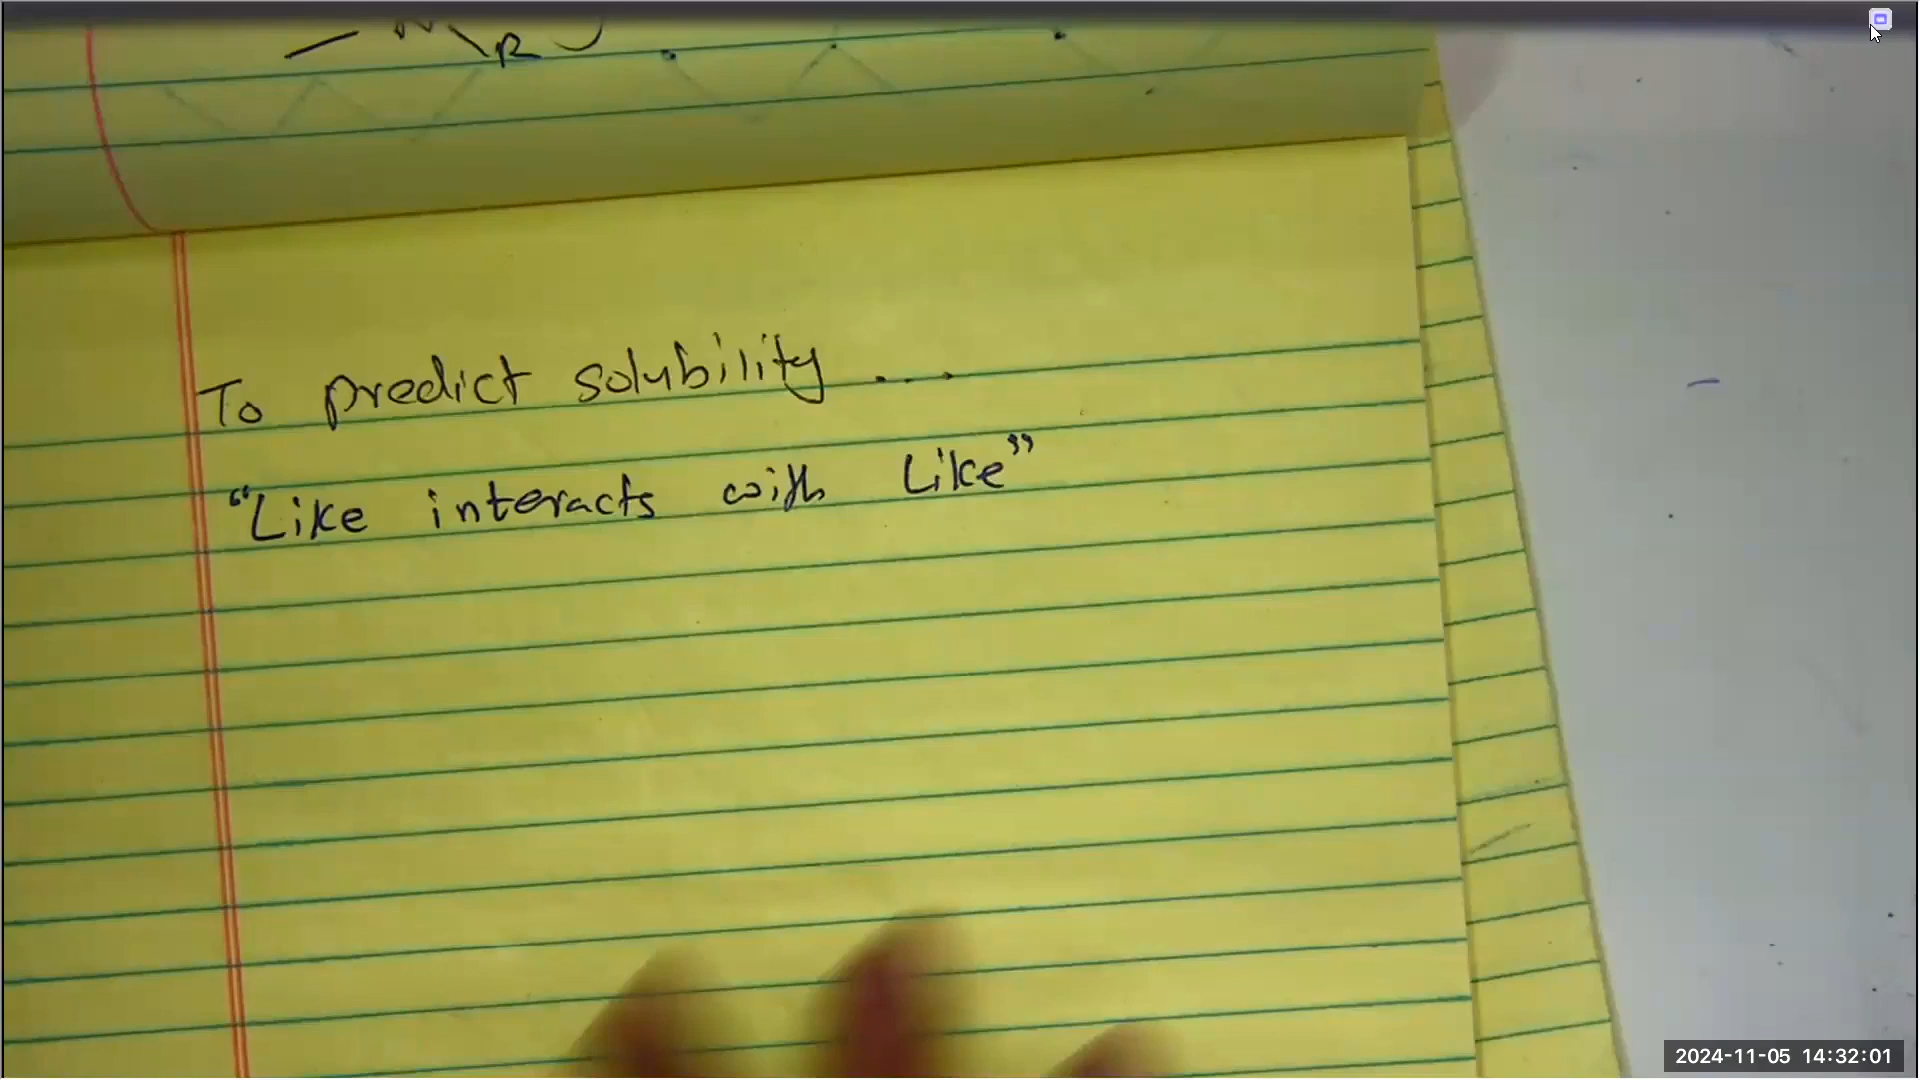 R
To predict solubility ....
“Like interacts with Like”
2024-11-05 14:32:01